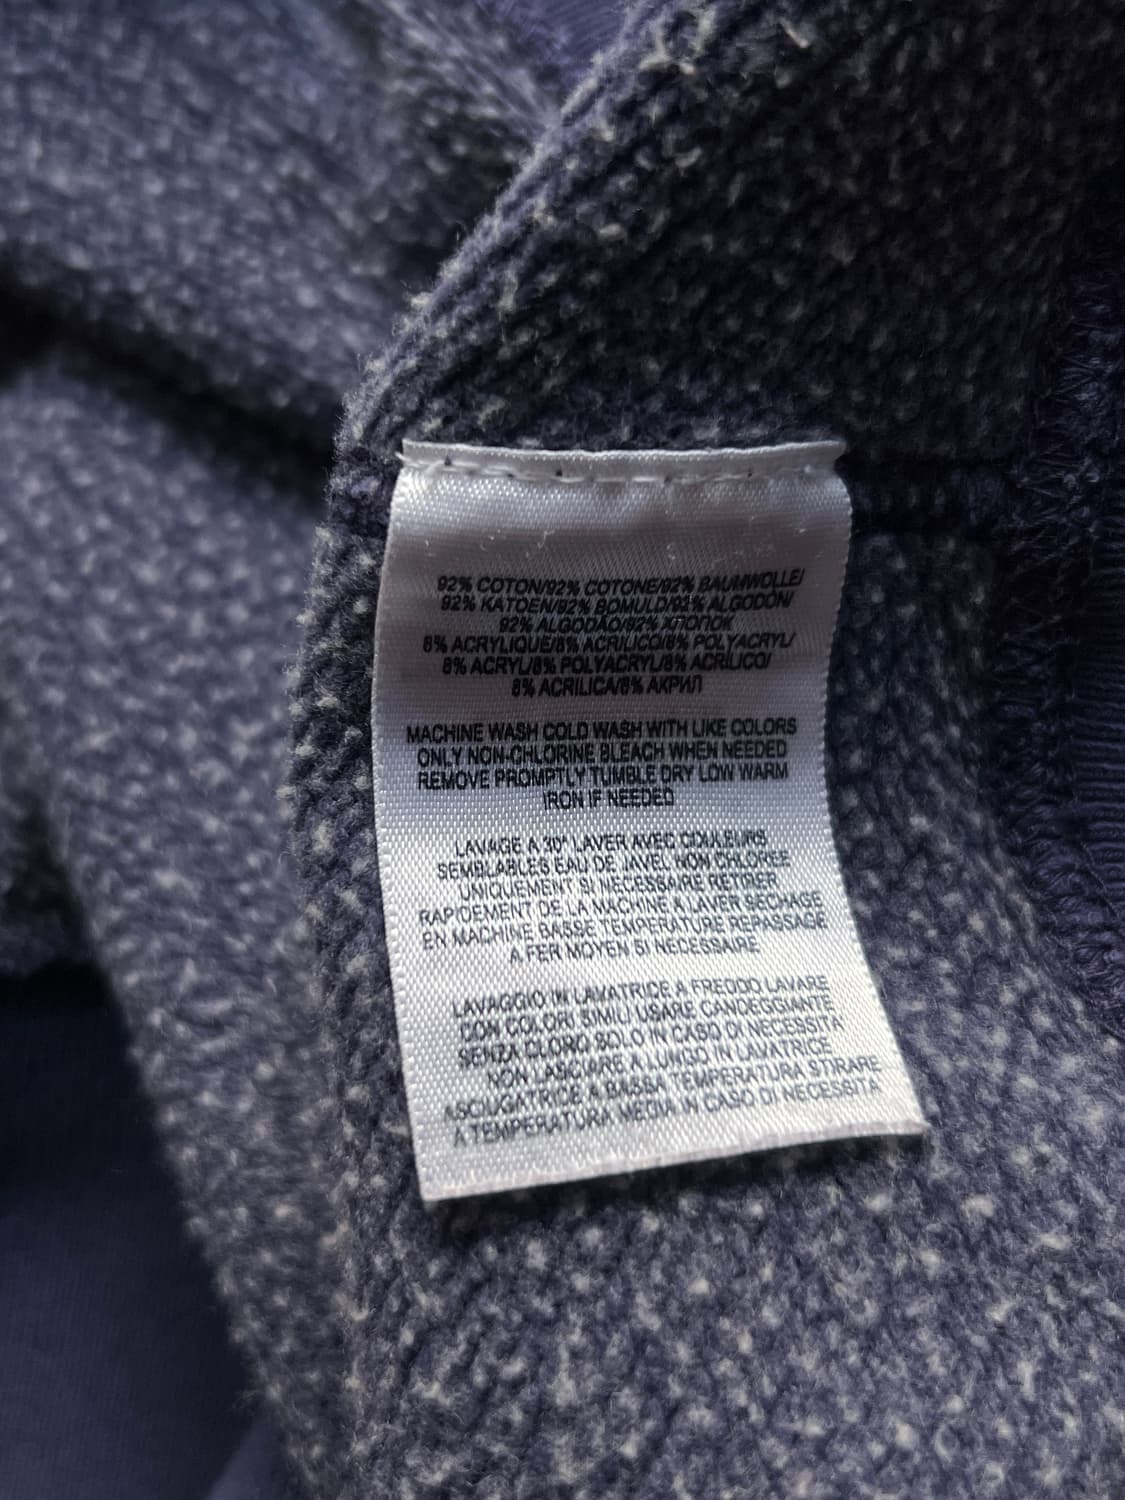 92% COTON/92% COTONE/92% BAUMWOLLE/
92% KATOEN/92% BOMULD/92% ALGODÓN/
92% ALGODÃO/92% ХЛОПОК
8% ACRYLIQUE/8% ACRILICO/8% POLYACRYL/
8% ACRYL/8% POLYACRYL/8% ACRÍLICO/
8% ACRILICA/8% АКРИЛ
MACHINE WASH COLD WASH WITH LIKE COLORS
ONLY NON-CHLORINE BLEACH WHEN NEEDED
REMOVE PROMPTLY TUMBLE DRY LOW WARM
IRON IF NEEDED
LAVAGE A 30° LAVER AVEC COULEURS
SEMBLABLES EAU DE JAVEL NON CHLOREE
UNIQUEMENT SI NECESSAIRE RETIRER
RAPIDEMENT DE LA MACHINE A LAVER SECHAGE
EN MACHINE BASSE TEMPERATURE REPASSAGE
A FER MOYEN SI NECESSAIRE
LAVAGGIO IN LAVATRICE A FREDDO LAVARE
CON COLORI SIMILI USARE CANDEGGIANTE
SENZA CLORO SOLO IN CASO DI NECESSITA'
NON LASCIARE A LUNGO IN LAVATRICE
ASCIUGATRICE A BASSA TEMPERATURA STIRARE
A TEMPERATURA MEDIA IN CASO DI NECESSITA'